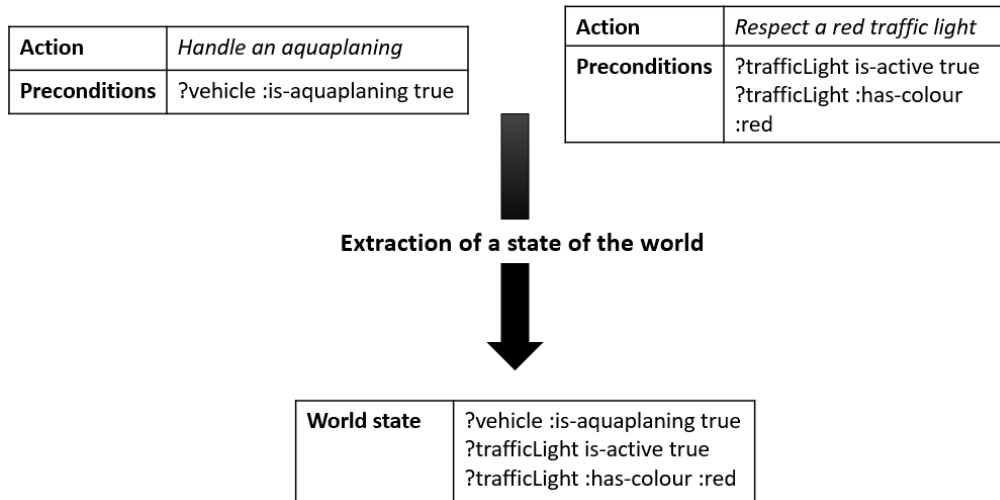 Action Handle an aquaplaning
Preconditions ?vehicle :is-aquaplaning true
Action Respect a red traffic light
Preconditions ?trafficLight is-active true
?trafficLight :has-colour
:red
Extraction of a state of the world
World state ?vehicle :is-aquaplaning true
?trafficLight is-active true
?trafficLight :has-colour :red